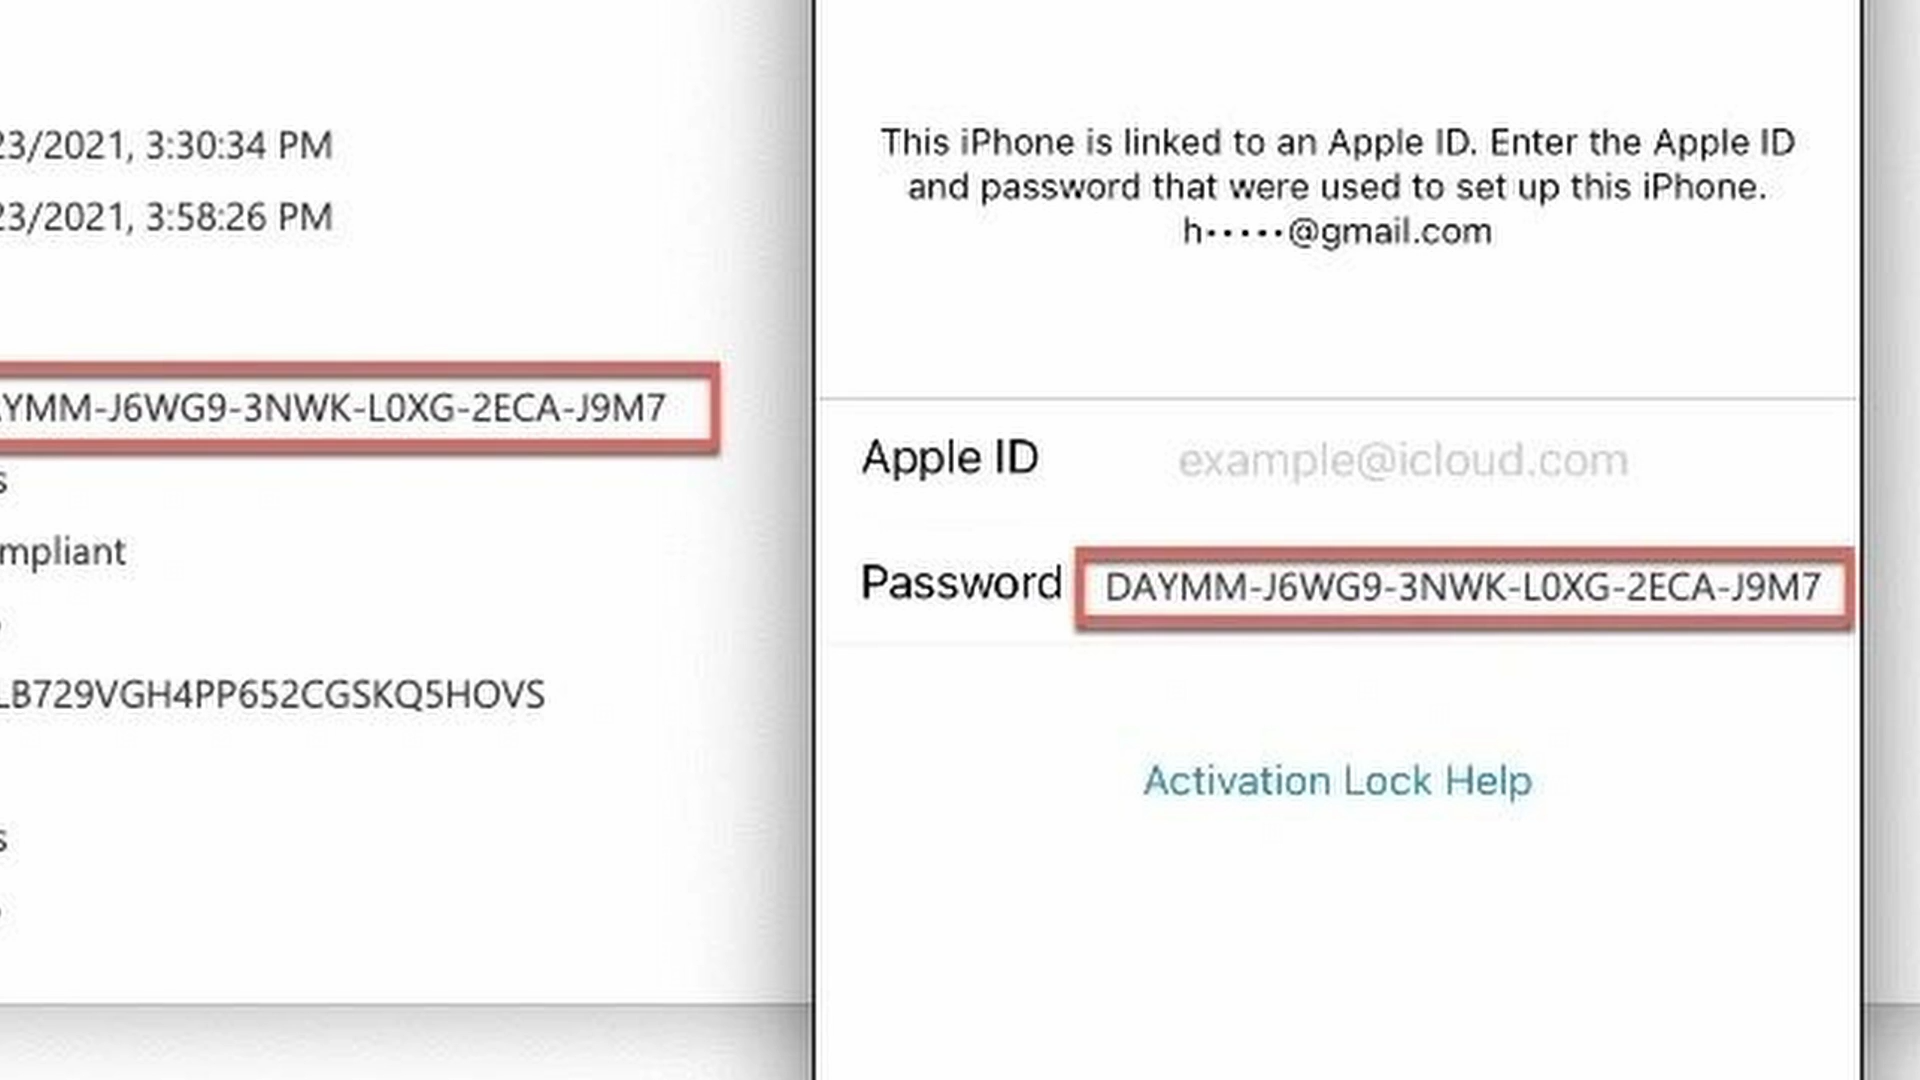 23/2021, 3:30:34 PM
23/2021, 3:58:26 PM
AYMM-J6WG9-3NWK-L0XG-2ECA-J9M7
s
mpliant
LB729VGH4PP652CGSKQ5HOVS
s
This iPhone is linked to an Apple ID. Enter the Apple ID
and password that were used to set up this iPhone.
h•••••@gmail.com
Apple ID example@icloud.com
Password DAYMM-J6WG9-3NWK-L0XG-2ECA-J9M7
Activation Lock Help